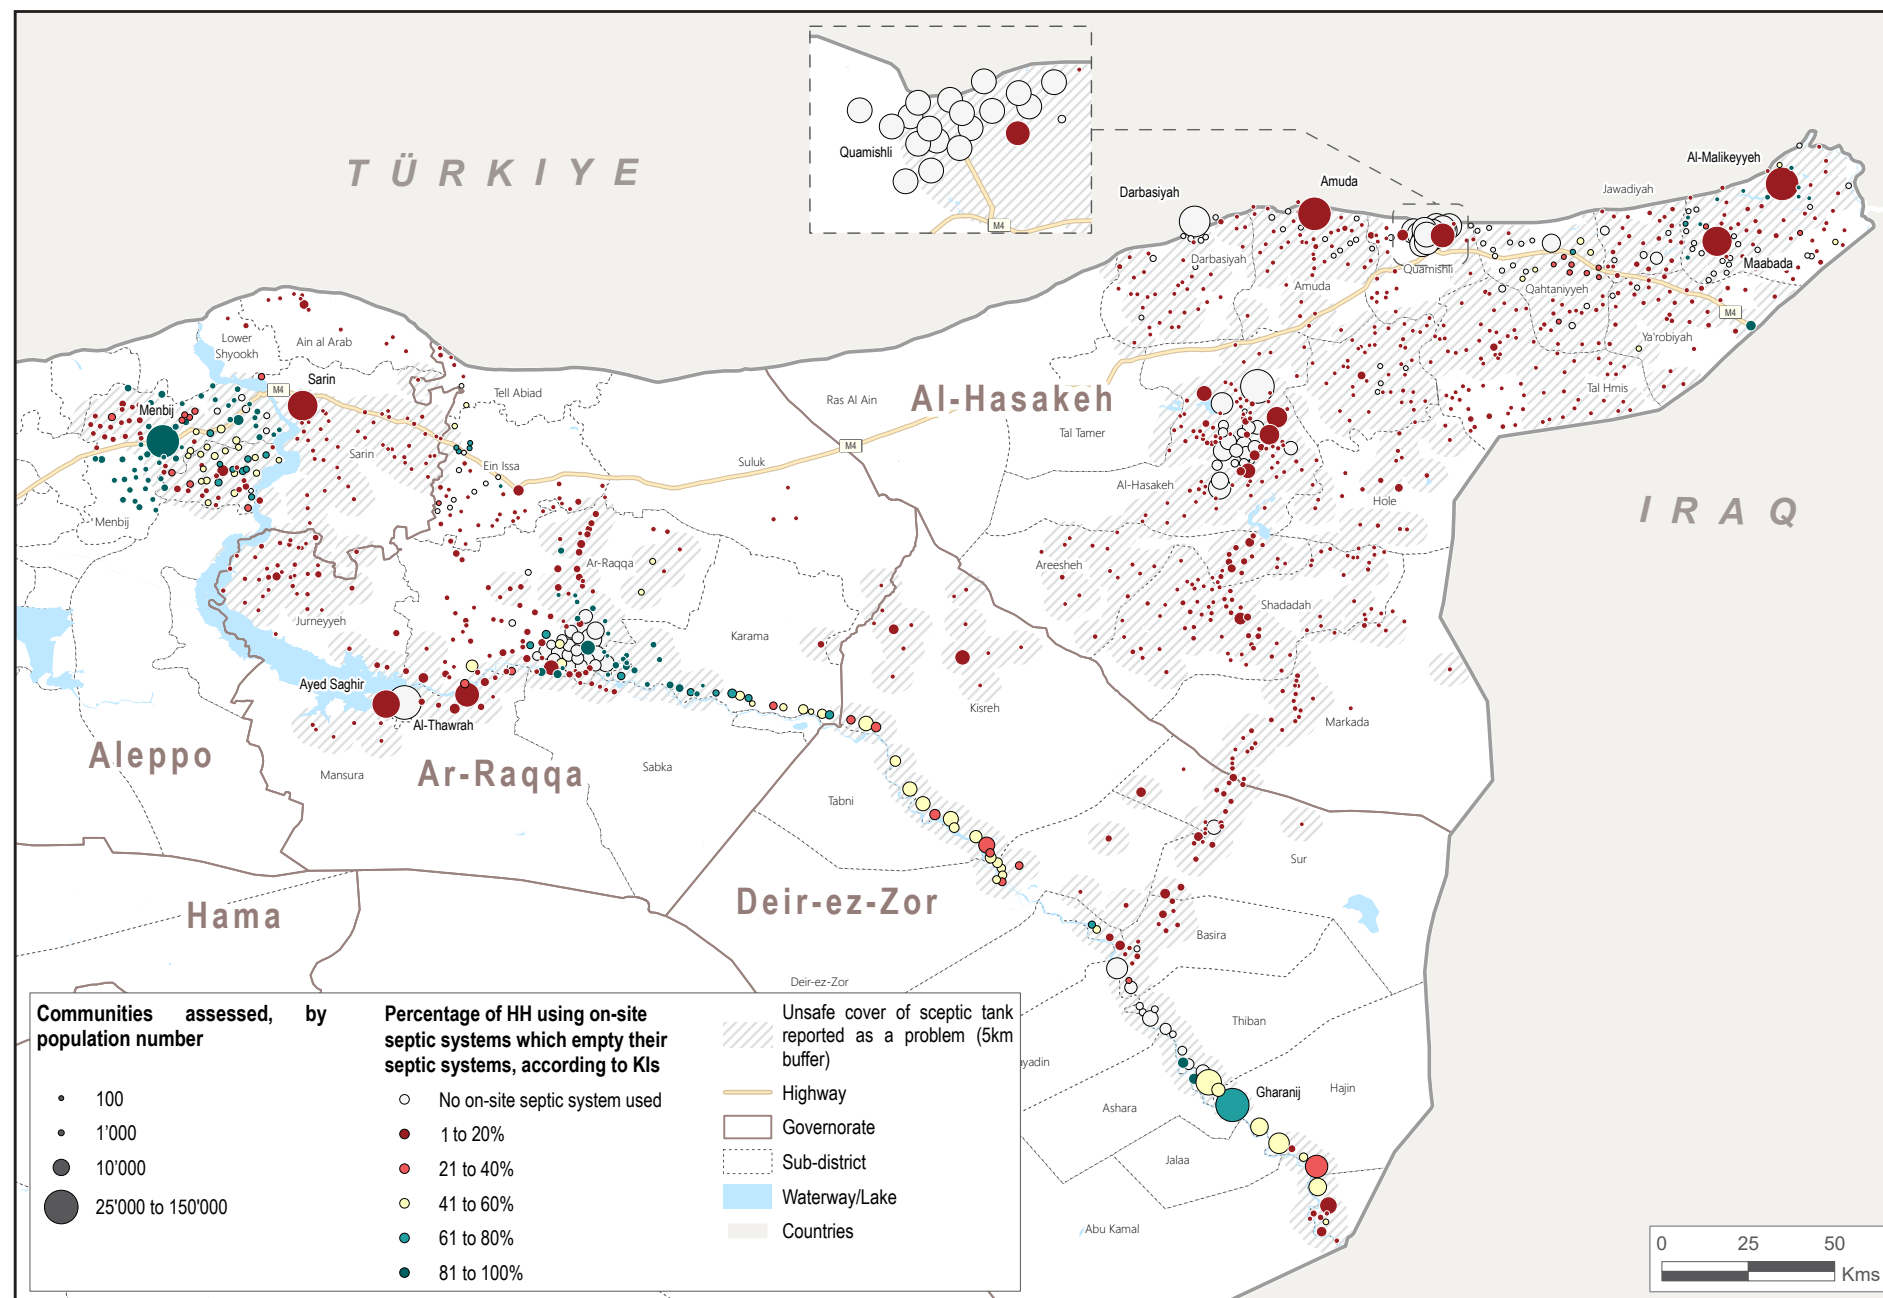 TÜRKIYE
Quamishli
M4
Al-Malikeyyeh
Jawadiyah
Amuda
Darbasiyah
Maabada
Darbasiyah
Quamishli
Amuda
Qahtaniyyeh
M4
Ya'robiyah
Lower
Shyookh
Ain al Arab
Sarin
M4
Tell Abiad
Ras Al Ain
Al-Hasakeh
Tal Hmis
Menbij
Tal Tamer
M4
Sarin
Ein Issa
Suluk
Al-Hasakeh
Hole
IRAQ
Menbij
Ar-Raqqa
Areesheh
Shadadah
Jurneyyeh
Karama
Ayed Saghir
Al-Thawrah
Kisreh
Markada
Aleppo
Mansura
Ar-Raqqa
Sabka
Tabni
Sur
Hama
Deir-ez-Zor
Basira
Deir-ez-Zor
Thiban
yadin
Ashara
Gharanij
Hajin
Jalaa
Abu Kamal
Communities assessed, by
population number
100
1'000
10'000
25'000 to 150'000
Percentage of HH using on-site
septic systems which empty their
septic systems, according to KIs
No on-site septic system used
1 to 20%
21 to 40%
41 to 60%
61 to 80%
81 to 100%
Unsafe cover of sceptic tank
reported as a problem (5km
buffer)
Highway
Governorate
Sub-district
Waterway/Lake
Countries
0 25 50
Kms